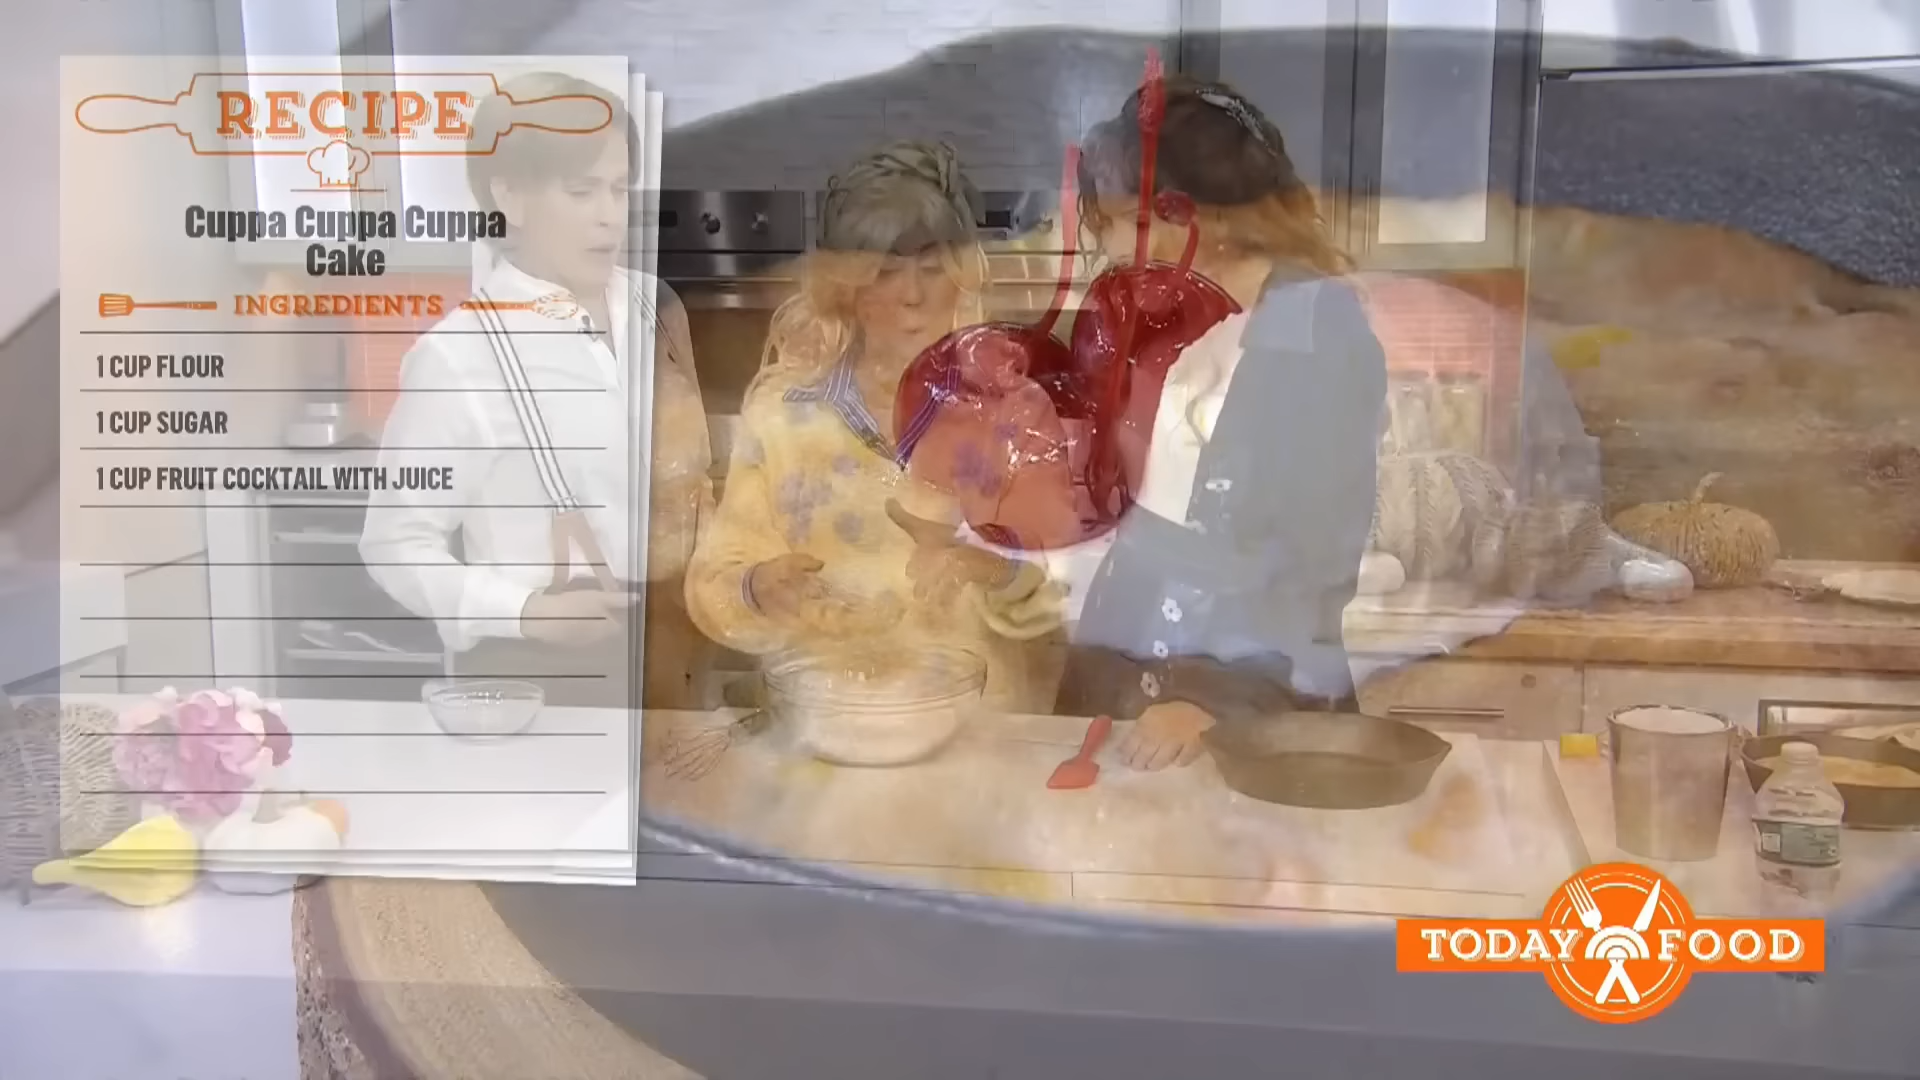 RECIPE
Cuppa Cuppa Cuppa
Cake
INGREDIENTS
1 CUP FLOUR
1 CUP SUGAR
1 CUP FRUIT COCKTAIL WITH JUICE
TODAY FOOD